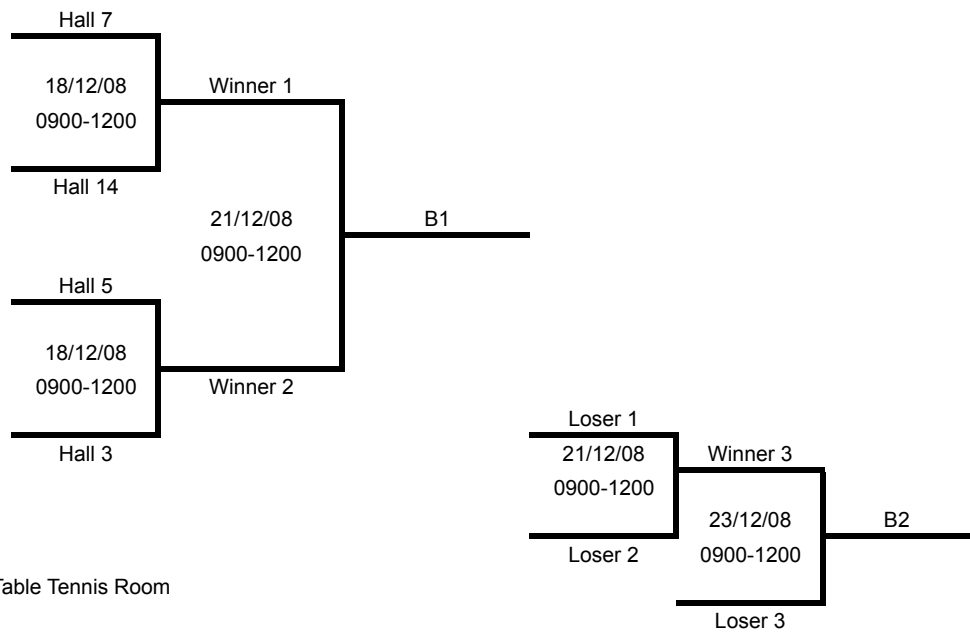 Hall 7
18/12/08
0900-1200
Winner 1
Hall 14
21/12/08
0900-1200
B1
Hall 5
18/12/08
0900-1200
Winner 2
Hall 3
Loser 1
21/12/08
0900-1200
Winner 3
Loser 2
23/12/08
0900-1200
B2
Loser 3
Table Tennis Room